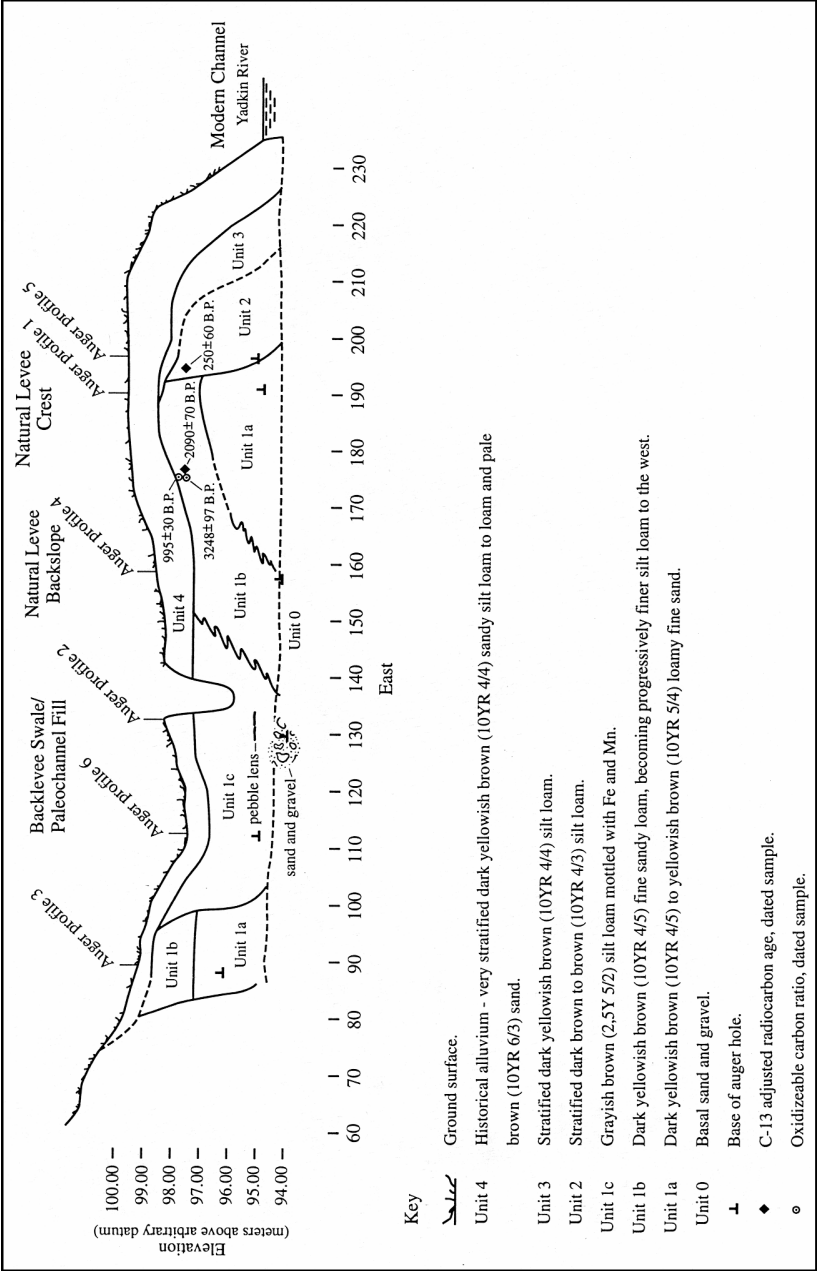 Natural Levee
Crest
Natural Levee
Backslope
Backlevee Swale/
Paleochannel Fill
Auger profile 3
Auger profile 6
Auger profile 2
Auger profile 4
Auger profile 1
Auger profile 5
Modern Channel
Yadkin River
Elevation
(meters above arbitrary datum)
100.00
99.00
98.00
97.00
96.00
95.00
94.00
Unit 1b
Unit 1a
Unit 1c
pebble lens
sand and gravel
Unit 4
Unit 1b
Unit 0
995±30 B.P.
3248±97 B.P.
2090±70 B.P.
250±60 B.P.
Unit 1a
Unit 2
Unit 3
60 70 80 90 100 110 120 130 140 150 160 170 180 190 200 210 220 230
East
Key
Ground surface.
Unit 4 Historical alluvium - very stratified dark yellowish brown (10YR 4/4) sandy silt loam to loam and pale
brown (10YR 6/3) sand.
Unit 3 Stratified dark yellowish brown (10YR 4/4) silt loam.
Unit 2 Stratified dark brown to brown (10YR 4/3) silt loam.
Unit 1c Grayish brown (2,5Y 5/2) silt loam mottled with Fe and Mn.
Unit 1b Dark yellowish brown (10YR 4/5) fine sandy loam, becoming progressively finer silt loam to the west.
Unit 1a Dark yellowish brown (10YR 4/5) to yellowish brown (10YR 5/4) loamy fine sand.
Unit 0 Basal sand and gravel.
Base of auger hole.
C-13 adjusted radiocarbon age, dated sample.
Oxidizeable carbon ratio, dated sample.